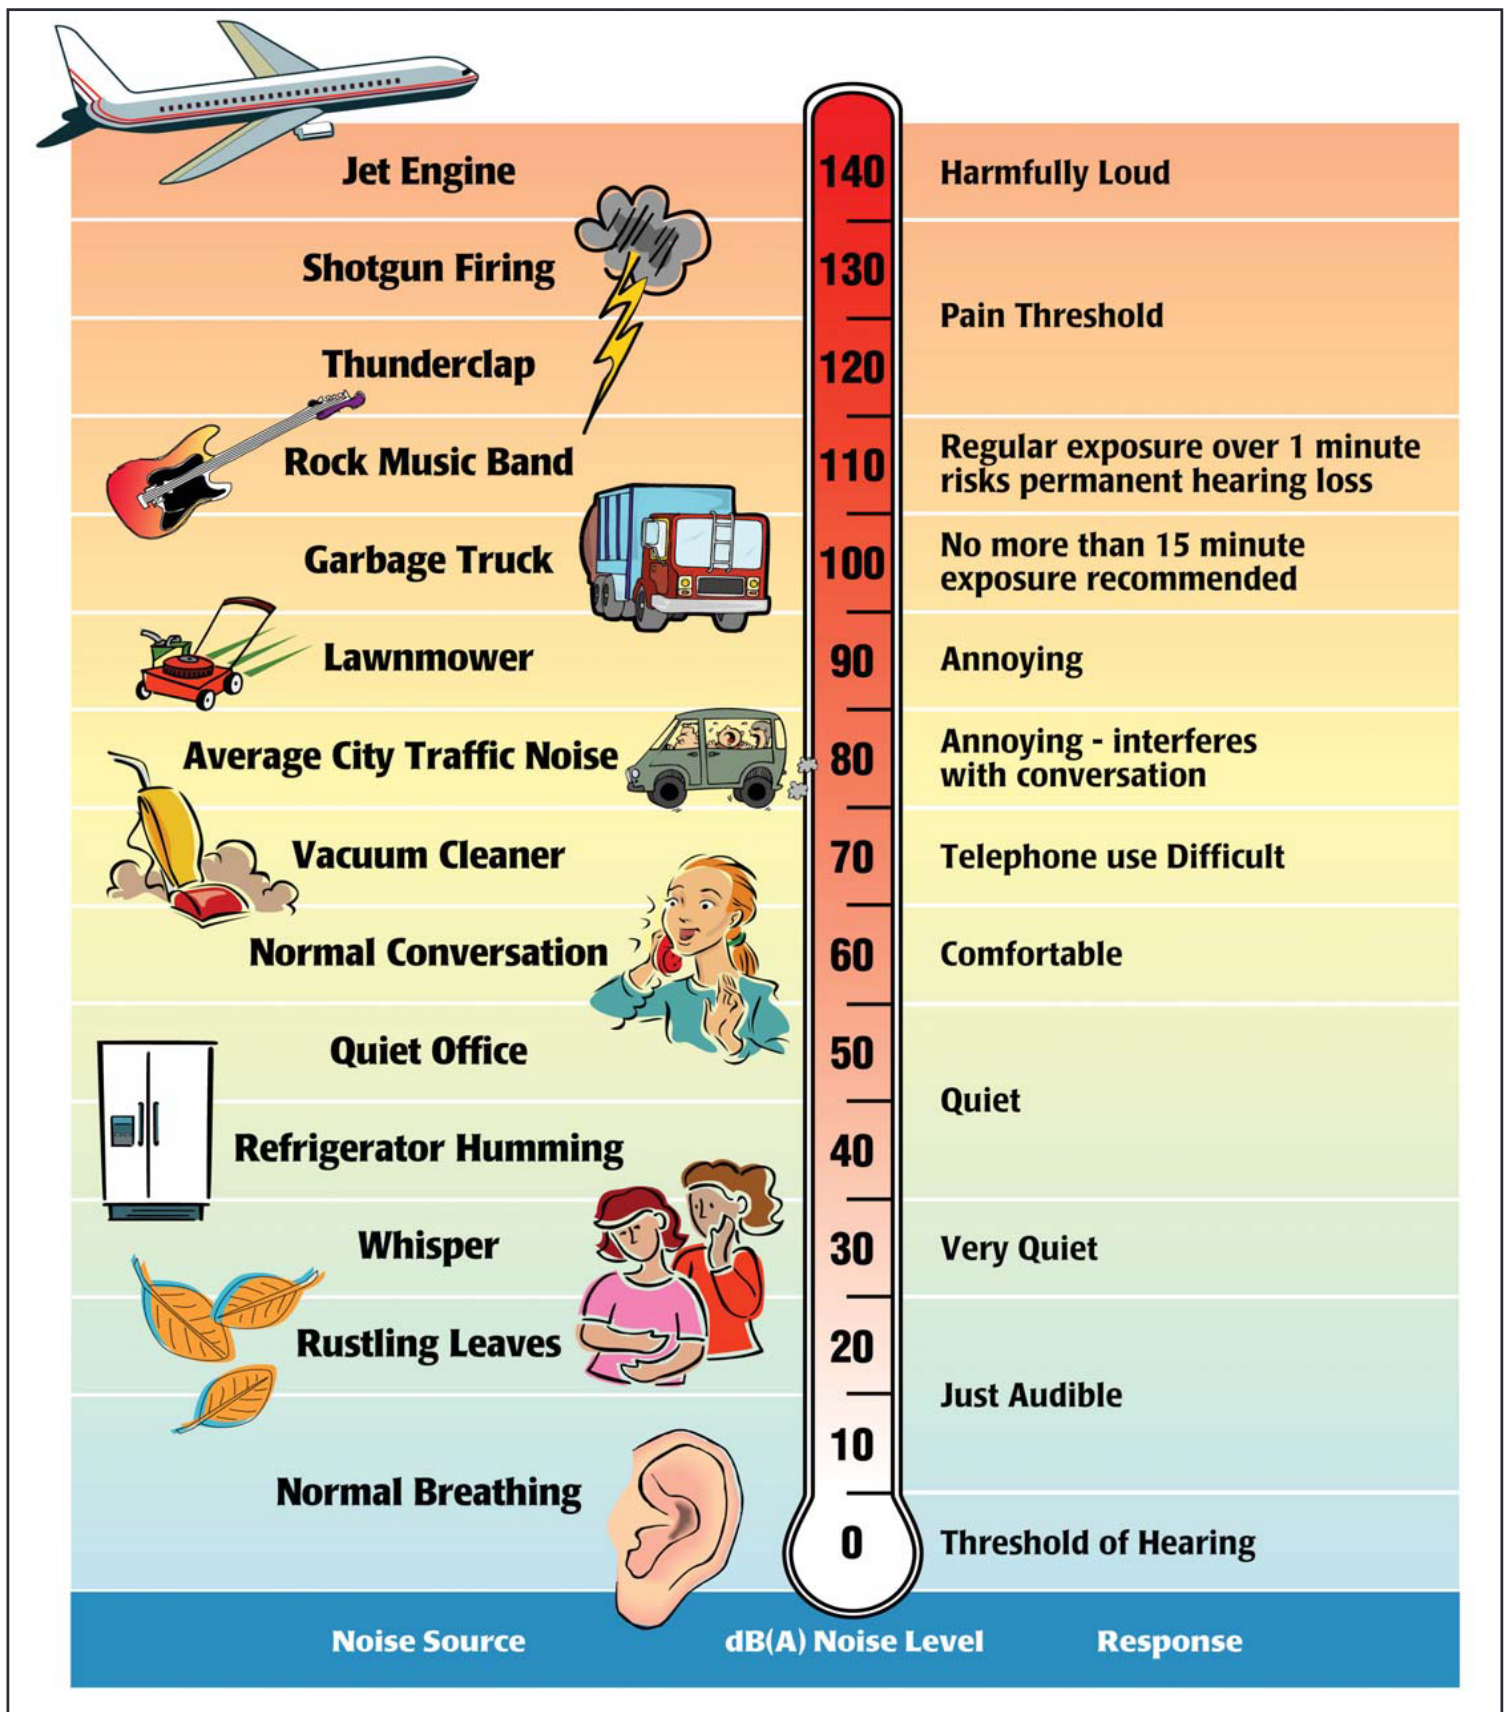 Jet Engine 140 Harmfully Loud
Shotgun Firing 130
Pain Threshold
Thunderclap 120
Rock Music Band 110 Regular exposure over 1 minute
risks permanent hearing loss
Garbage Truck 100 No more than 15 minute
exposure recommended
Lawnmower 90 Annoying
Average City Traffic Noise 80 Annoying - interferes
with conversation
Vacuum Cleaner 70 Telephone use Difficult
Normal Conversation 60 Comfortable
Quiet Office 50
Quiet
Refrigerator Humming 40
Whisper 30 Very Quiet
Rustling Leaves 20
Just Audible
10
Normal Breathing
0 Threshold of Hearing
Noise Source dB(A) Noise Level Response